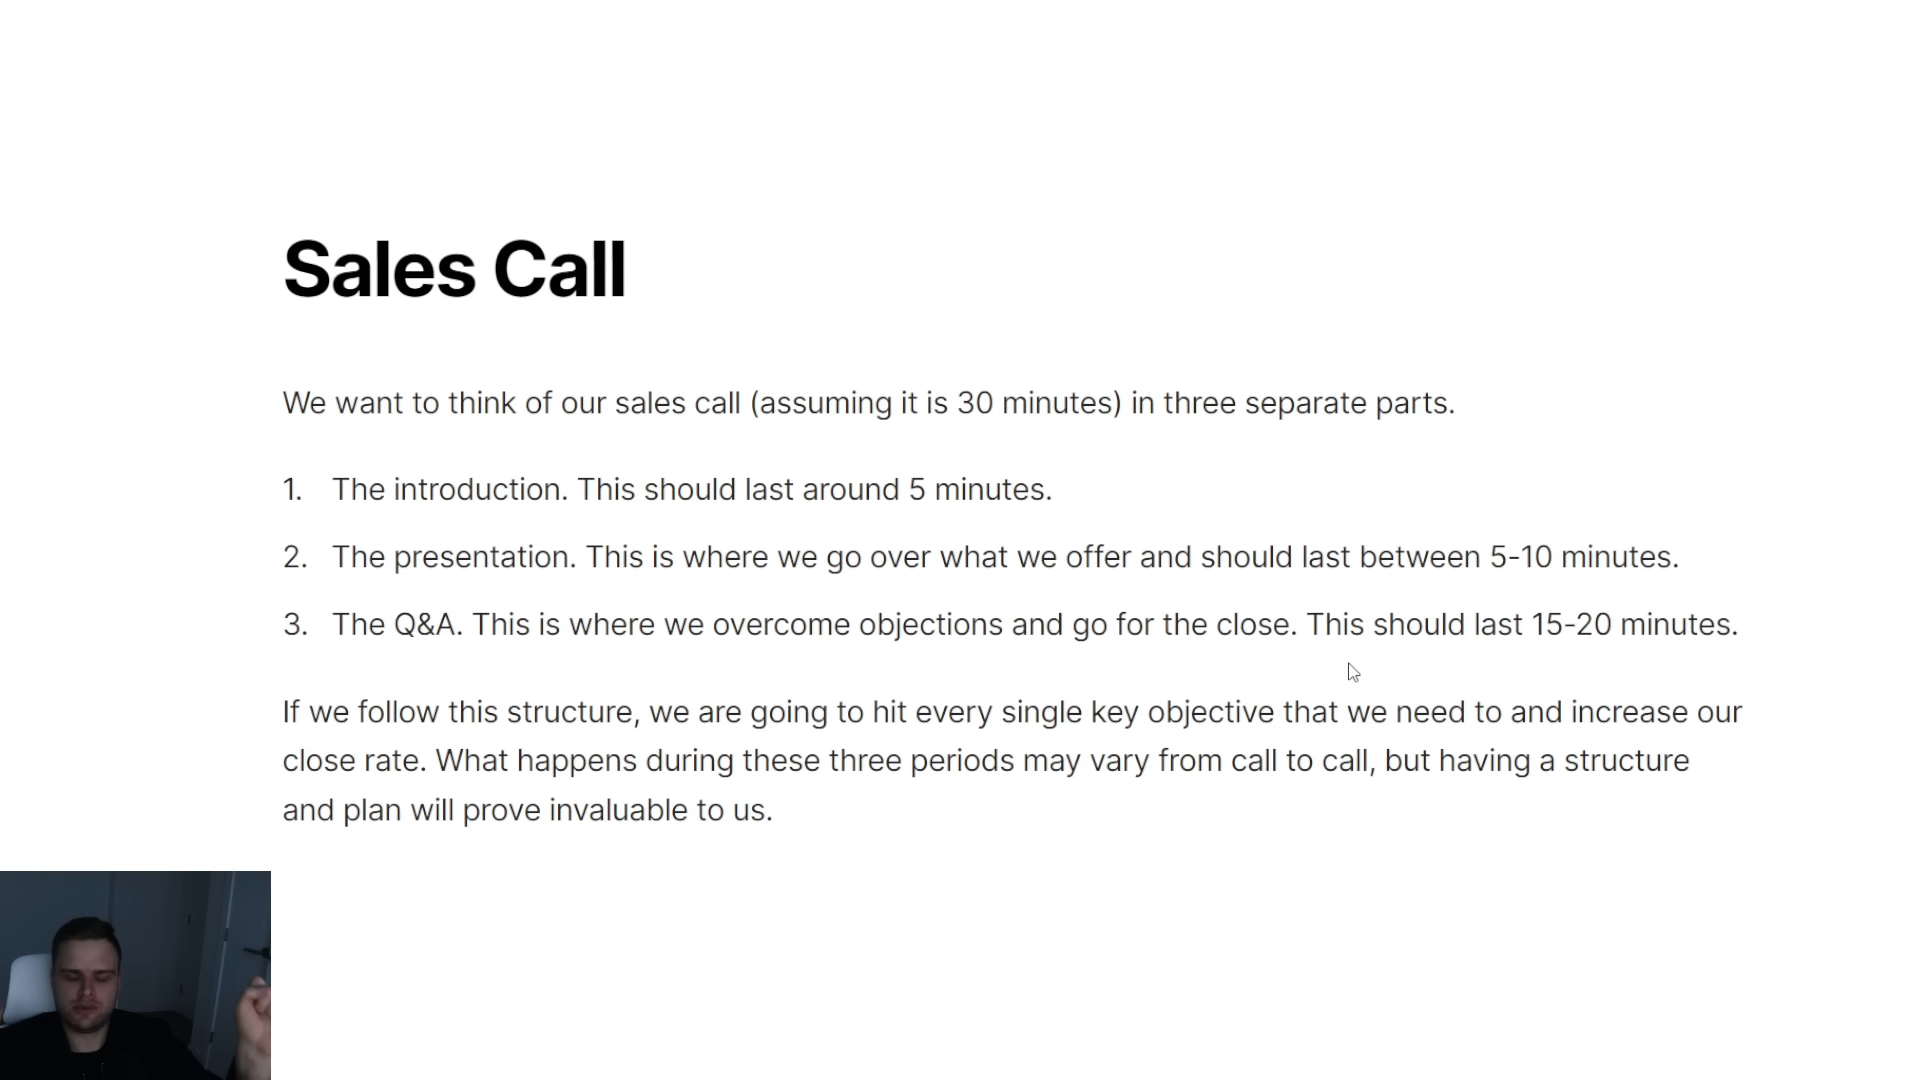 Sales Call
We want to think of our sales call (assuming it is 30 minutes) in three separate parts.
1. The introduction. This should last around 5 minutes.
2. The presentation. This is where we go over what we offer and should last between 5-10 minutes.
3. The Q&A. This is where we overcome objections and go for the close. This should last 15-20 minutes.
If we follow this structure, we are going to hit every single key objective that we need to and increase our
close rate. What happens during these three periods may vary from call to call, but having a structure
and plan will prove invaluable to us.